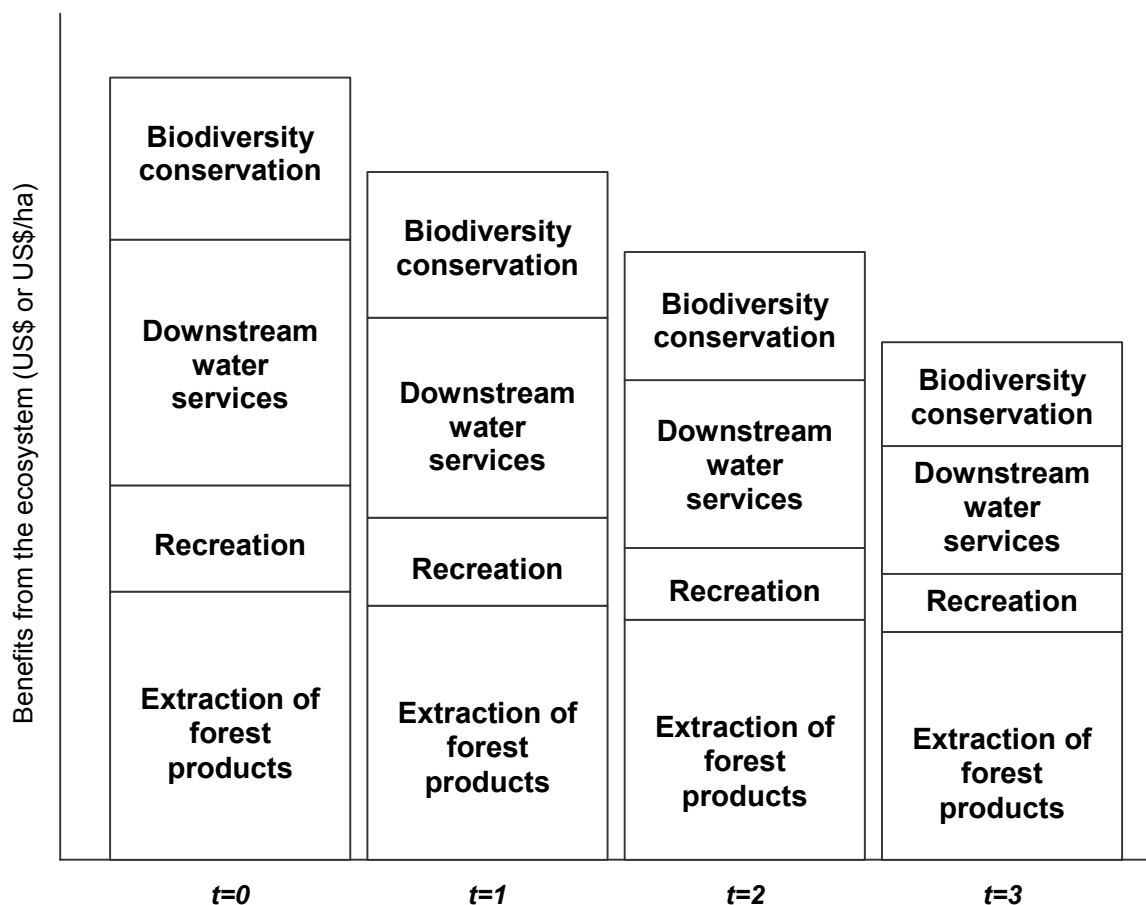 Benefits from the ecosystem (US$ or US$/ha)
Biodiversity
conservation
Downstream
water
services
Recreation
Extraction of
forest
products
Biodiversity
conservation
Downstream
water
services
Recreation
Extraction of
forest
products
Biodiversity
conservation
Downstream
water
services
Recreation
Extraction of
forest
products
Biodiversity
conservation
Downstream
water
services
Recreation
Extraction of
forest
products
t=0
t=1
t=2
t=3